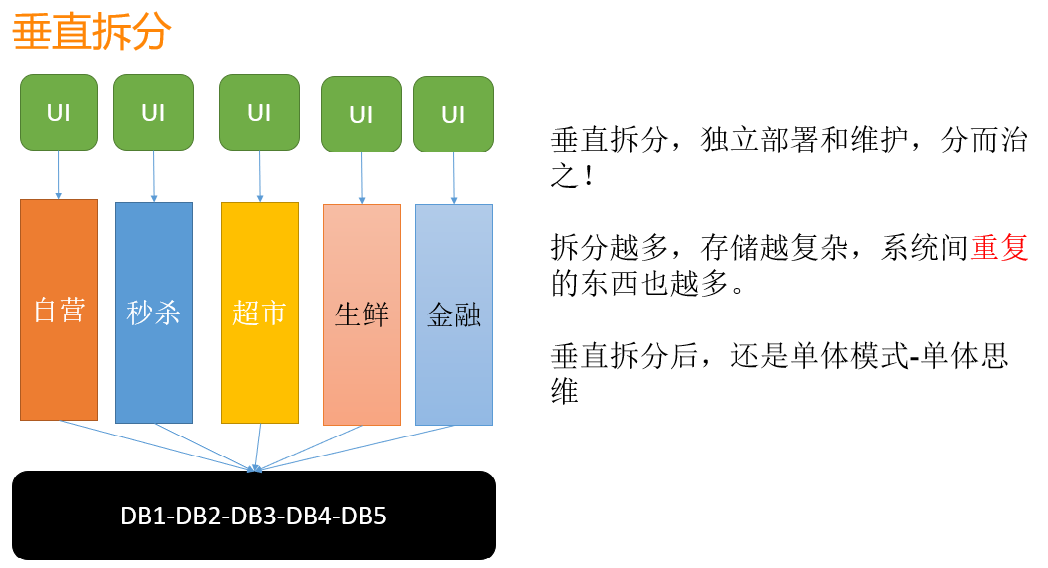 垂直拆分
UI
UI
UI
UI
UI
自营
秒杀
超市
生鲜
金融
DB1-DB2-DB3-DB4-DB5
垂直拆分，独立部署和维护，分而治
之！
拆分越多，存储越复杂，系统间重复
的东西也越多。
垂直拆分后，还是单体模式-单体思
维